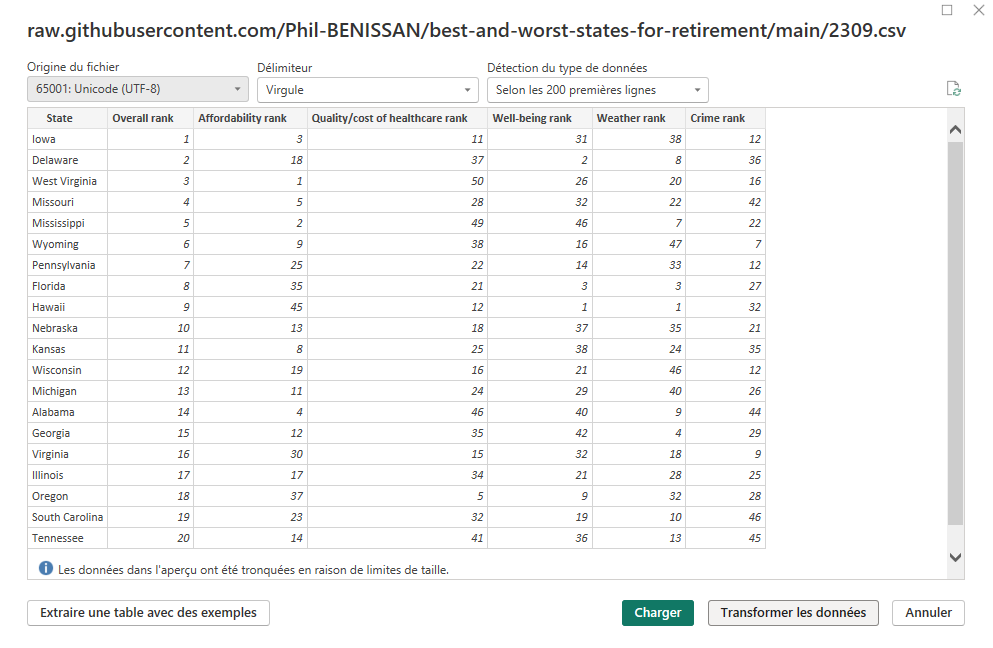 raw.githubusercontent.com/Phil-BENISSAN/best-and-worst-states-for-retirement/main/2309.csv
Origine du fichier Délimiteur Détection du type de données
65001: Unicode (UTF-8) Virgule Selon les 200 premières lignes
State Overall rank Affordability rank Quality/cost of healthcare rank Well-being rank Weather rank Crime rank
Iowa 1 3 11 31 38 12
Delaware 2 18 37 2 8 36
West Virginia 3 1 50 26 20 16
Missouri 4 5 28 32 22 42
Mississippi 5 2 49 46 7 22
Wyoming 6 9 38 16 47 7
Pennsylvania 7 25 22 14 33 12
Florida 8 35 21 3 3 27
Hawaii 9 45 12 1 1 32
Nebraska 10 13 18 37 35 21
Kansas 11 8 25 38 24 35
Wisconsin 12 19 16 21 46 12
Michigan 13 11 24 29 40 26
Alabama 14 4 46 40 9 44
Georgia 15 12 35 42 4 29
Virginia 16 30 15 32 18 9
Illinois 17 17 34 21 28 25
Oregon 18 37 5 9 32 28
South Carolina 19 23 32 19 10 46
Tennessee 20 14 41 36 13 45
Les données dans l'aperçu ont été tronquées en raison de limites de taille.
Extraire une table avec des exemples Charger Transformer les données Annuler